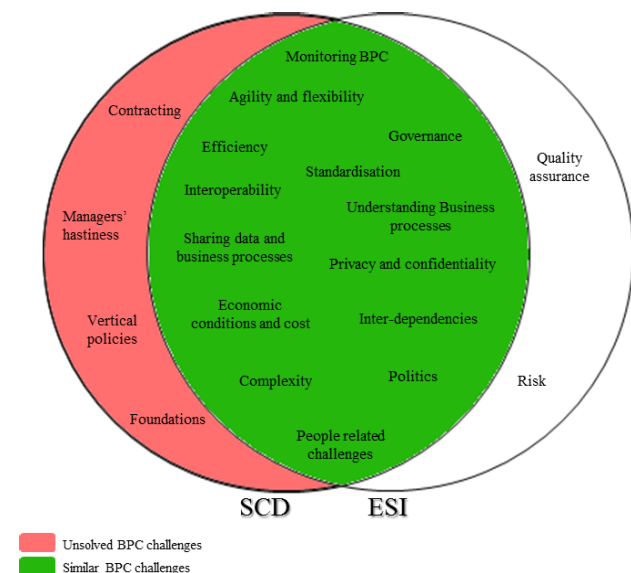 Monitoring BPC
Agility and flexibility
Contracting
Governance
Efficiency
Quality
assurance
Standardisation
Interoperability
Managers'
hastiness
Understanding Business
processes
Sharing data and
business processes
Privacy and confidentiality
Economic
conditions and cost
Vertical
policies
Inter-dependencies
Complexity
Politics
Risk
Foundations
People related
challenges
SCD
ESI
Unsolved BPC challenges
Similar BPC challenges